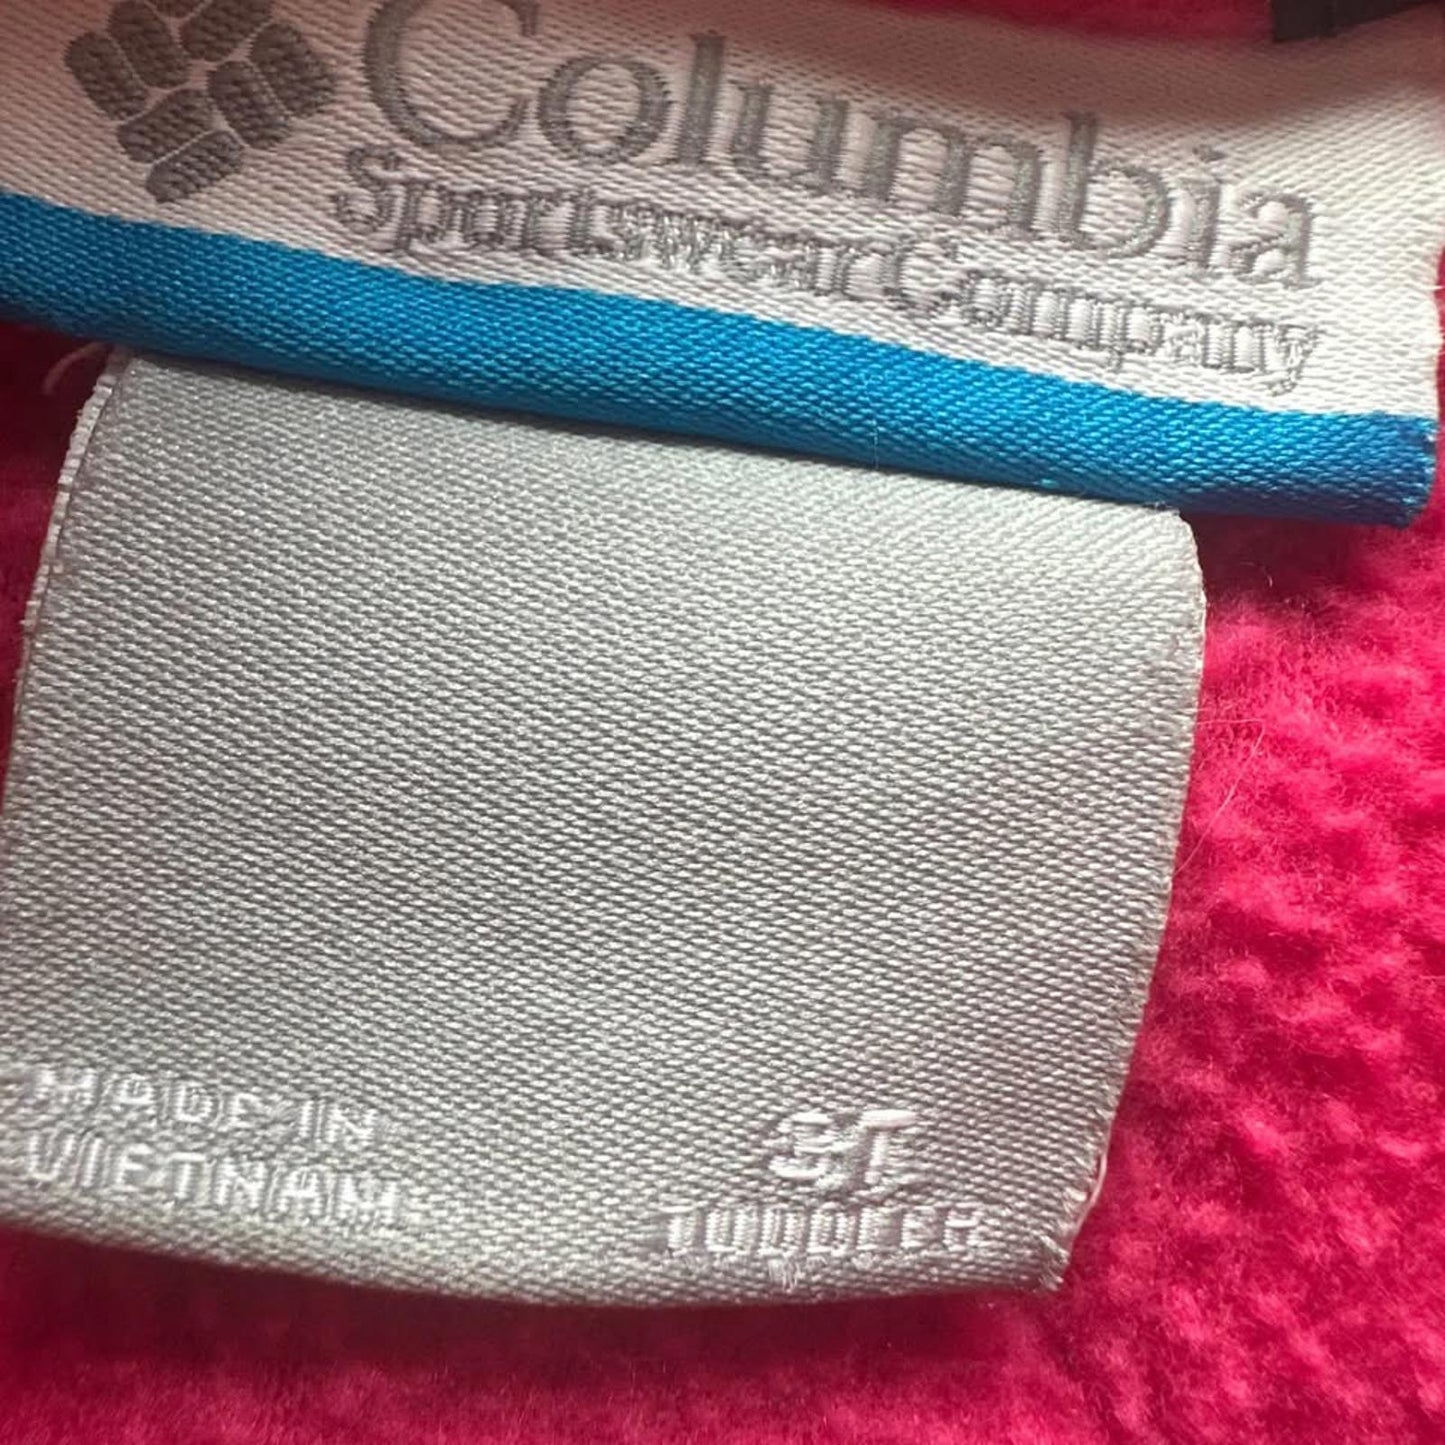 Columbia
Sportswear Company
MADE IN
VIETNAM
3T
TODDLER